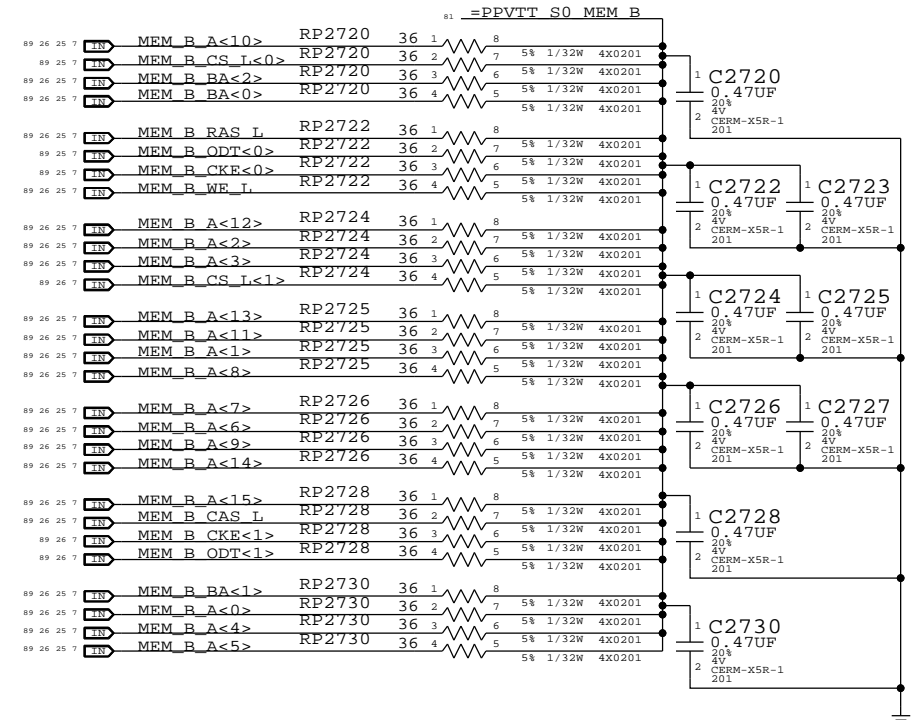 81 =PPVTT_S0_MEM_B
89 26 25 7 IN MEM_B_A<10> RP2720 36 1 8 5% 1/32W 4X0201
89 25 7 IN MEM_B_CS_L<0> RP2720 36 2 7 5% 1/32W 4X0201
89 26 25 7 IN MEM_B_BA<2> RP2720 36 3 6 5% 1/32W 4X0201
89 26 25 7 IN MEM_B_BA<0> RP2720 36 4 5 5% 1/32W 4X0201
1 C2720
0.47UF
20%
4V
2 CERM-X5R-1
201
89 26 25 7 IN MEM_B_RAS_L RP2722 36 1 8 5% 1/32W 4X0201
89 25 7 IN MEM_B_ODT<0> RP2722 36 2 7 5% 1/32W 4X0201
89 25 7 IN MEM_B_CKE<0> RP2722 36 3 6 5% 1/32W 4X0201
89 26 25 7 IN MEM_B_WE_L RP2722 36 4 5 5% 1/32W 4X0201
1 C2722 1 C2723
0.47UF 0.47UF
20% 20%
4V 4V
2 CERM-X5R-1 2 CERM-X5R-1
201 201
89 26 25 7 IN MEM_B_A<12> RP2724 36 1 8 5% 1/32W 4X0201
89 26 25 7 IN MEM_B_A<2> RP2724 36 2 7 5% 1/32W 4X0201
89 26 25 7 IN MEM_B_A<3> RP2724 36 3 6 5% 1/32W 4X0201
89 26 7 IN MEM_B_CS_L<1> RP2724 36 4 5 5% 1/32W 4X0201
1 C2724 1 C2725
0.47UF 0.47UF
20% 20%
4V 4V
2 CERM-X5R-1 2 CERM-X5R-1
201 201
89 26 25 7 IN MEM_B_A<13> RP2725 36 1 8 5% 1/32W 4X0201
89 26 25 7 IN MEM_B_A<11> RP2725 36 2 7 5% 1/32W 4X0201
89 26 25 7 IN MEM_B_A<1> RP2725 36 3 6 5% 1/32W 4X0201
89 26 25 7 IN MEM_B_A<8> RP2725 36 4 5 5% 1/32W 4X0201
1 C2726 1 C2727
0.47UF 0.47UF
20% 20%
4V 4V
2 CERM-X5R-1 2 CERM-X5R-1
201 201
89 26 25 7 IN MEM_B_A<7> RP2726 36 1 8 5% 1/32W 4X0201
89 26 25 7 IN MEM_B_A<6> RP2726 36 2 7 5% 1/32W 4X0201
89 26 25 7 IN MEM_B_A<9> RP2726 36 3 6 5% 1/32W 4X0201
89 26 25 7 IN MEM_B_A<14> RP2726 36 4 5 5% 1/32W 4X0201
89 26 25 7 IN MEM_B_A<15> RP2728 36 1 8 5% 1/32W 4X0201
89 26 25 7 IN MEM_B_CAS_L RP2728 36 2 7 5% 1/32W 4X0201
89 26 7 IN MEM_B_CKE<1> RP2728 36 3 6 5% 1/32W 4X0201
89 26 7 IN MEM_B_ODT<1> RP2728 36 4 5 5% 1/32W 4X0201
1 C2728
0.47UF
20%
4V
2 CERM-X5R-1
201
89 26 25 7 IN MEM_B_BA<1> RP2730 36 1 8 5% 1/32W 4X0201
89 26 25 7 IN MEM_B_A<0> RP2730 36 2 7 5% 1/32W 4X0201
89 26 25 7 IN MEM_B_A<4> RP2730 36 3 6 5% 1/32W 4X0201
89 26 25 7 IN MEM_B_A<5> RP2730 36 4 5 5% 1/32W 4X0201
1 C2730
0.47UF
20%
4V
2 CERM-X5R-1
201